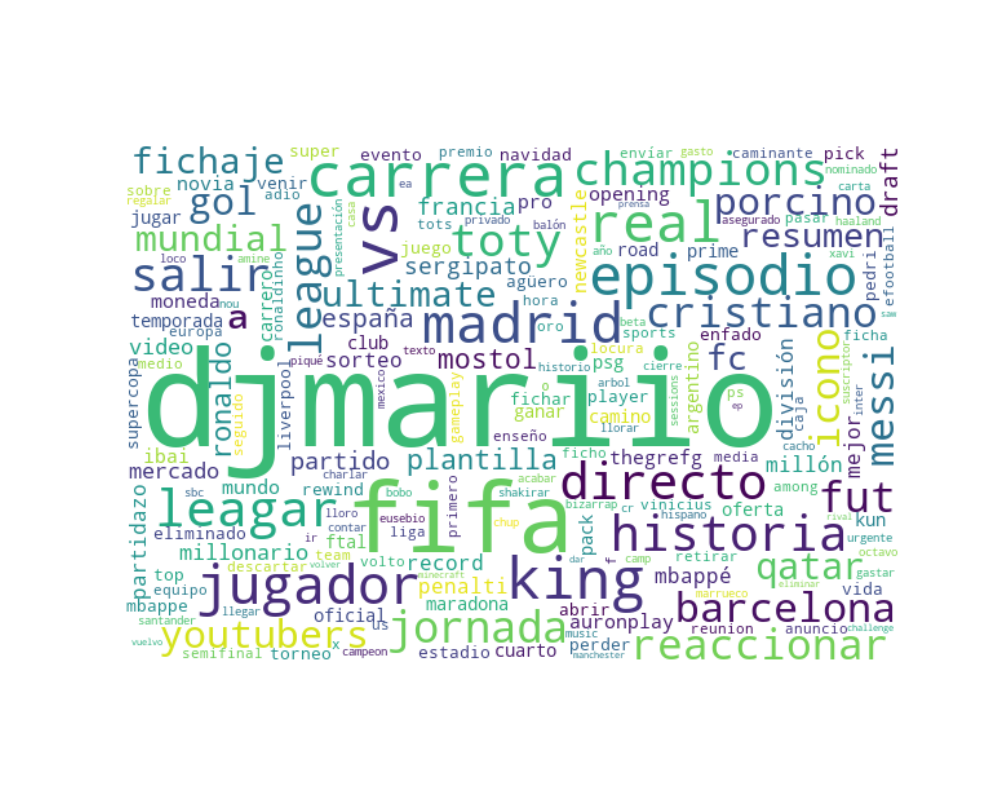 super evento premio navidad envíar gasto caminante pick
fichaje carrera champions nominado draft
sobre novia venir adio francia pro opening porcino carta
regalar gol league vs tots privado balón newcastle real asegurado prensa pasar haaland
jugar casa presentación toty
mundial loco amine ronaldinho juego road prime resumen xavi pedri efootball
salir ea sergipato agüero año episodio
moneda nou carrero ultimate hora saw
temporada a españa madrid oro beta sports cristiano
europa club enfado ficha
video piqué sorteo texto mostol locura psg fc icono messi
medio historio cierre división suscriptor inter
supercopa ronaldo liverpool mexico o fichar arbol player sessions argentino ps caja mejor
djmariio
seguido gameplay ganar camino ep
ibai enseño llorar cacho
mercado partido plantilla ficho thegrefg media millón
charlar acabar directo
partidazo sbc mundo rewind bobo primero shakirar bizarrap vinicius among fut
leagar lloro fifa pack cr hispano oferta kun
eliminado contar eusebio chup rival urgente
ir liga f historia
millonario ftal octavo
descartar team volto record dar camp retirar qatar
top volver minecraft eliminar gastar
equipo jugador penalti king mbappé marrueco vida
mbappe llegar maradona abrir barcelona
santander oficial us jornada auronplay reunion anuncio challenge
vuelvo youtubers x music perder reaccionar
semifinal torneo campeon estadio cuarto manchester